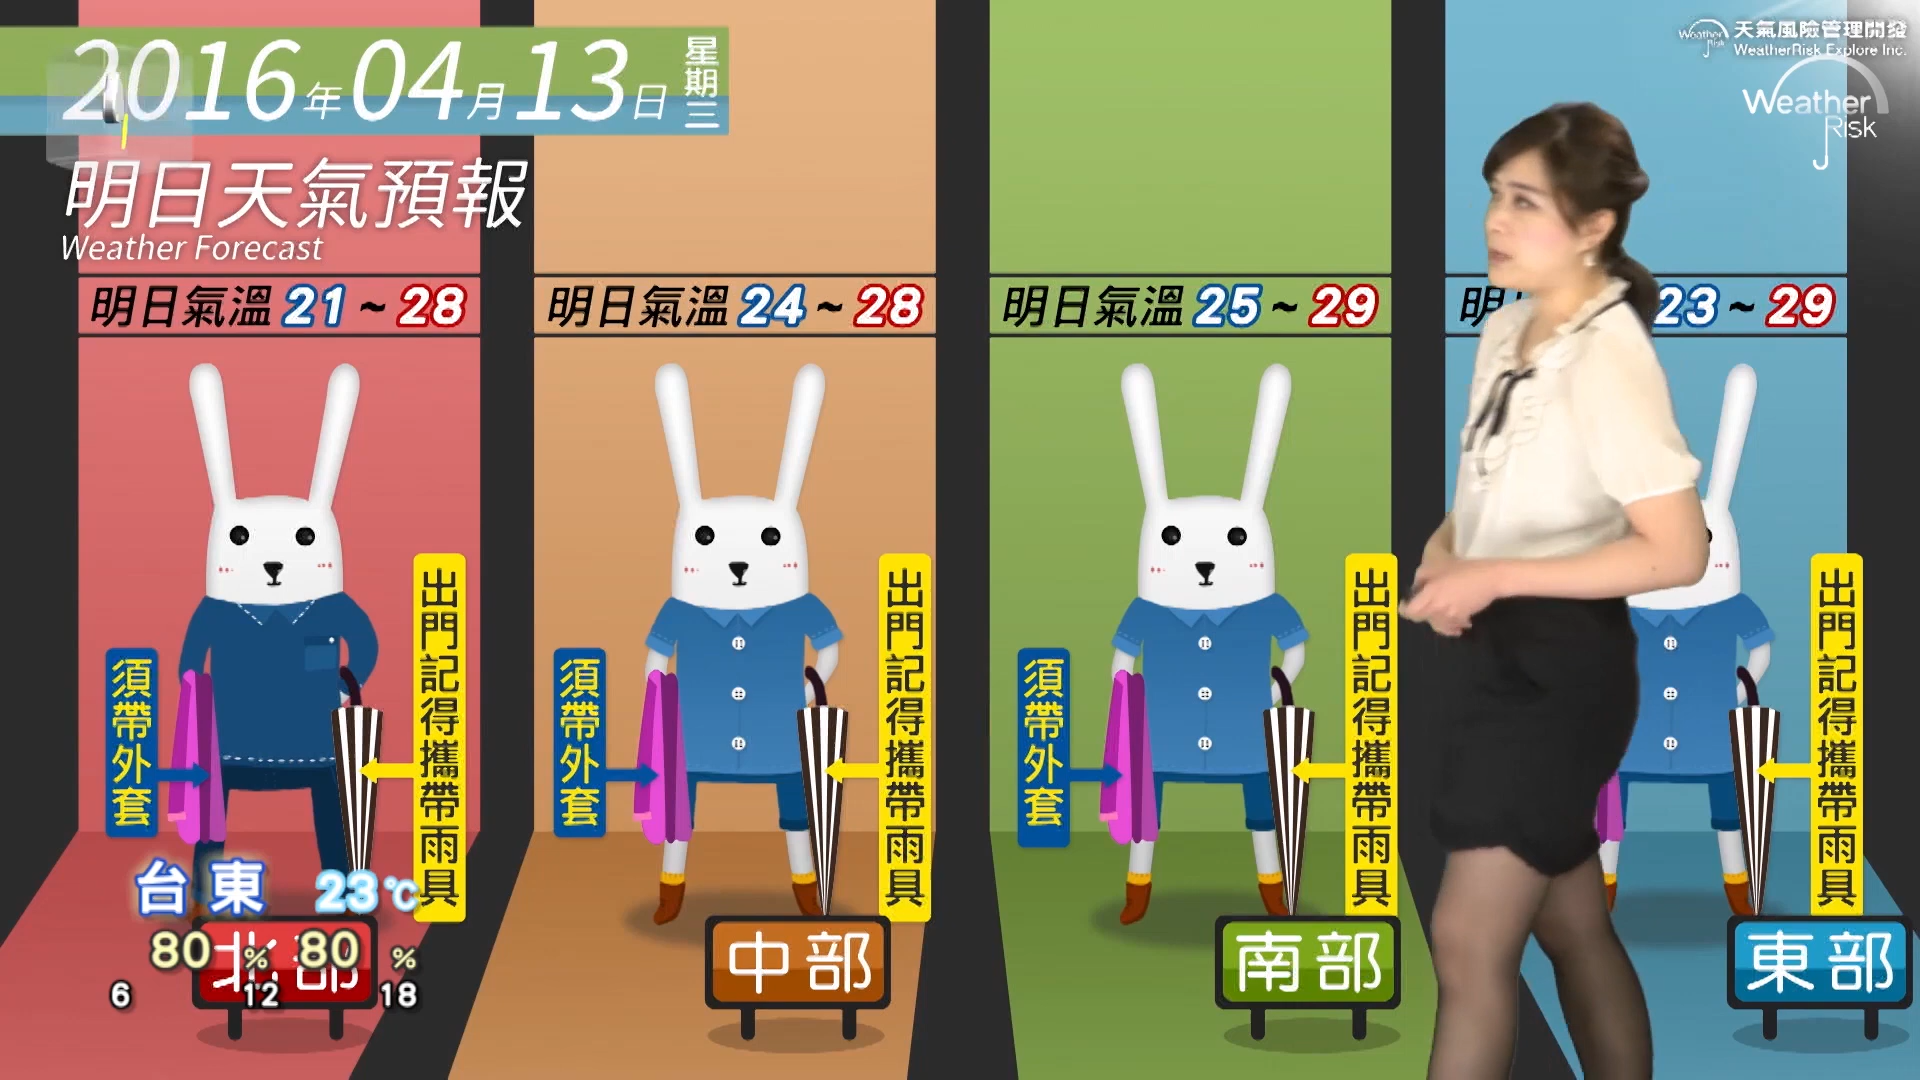 2016年04月13日 星期三
天氣風險管理開發
WeatherRisk Explore Inc.
Weather Risk
Weather
Risk
明日天氣預報
Weather Forecast
明日氣溫 21 ~ 28
明日氣溫 24 ~ 28
明日氣溫 25 ~ 29
明 23 ~ 29
須帶外套
出門記得攜帶雨具
須帶外套
出門記得攜帶雨具
須帶外套
出門記得攜帶雨具
出門記得攜帶雨具
台東 23℃
80% 80%
6 12 18
北部
中部
南部
東部